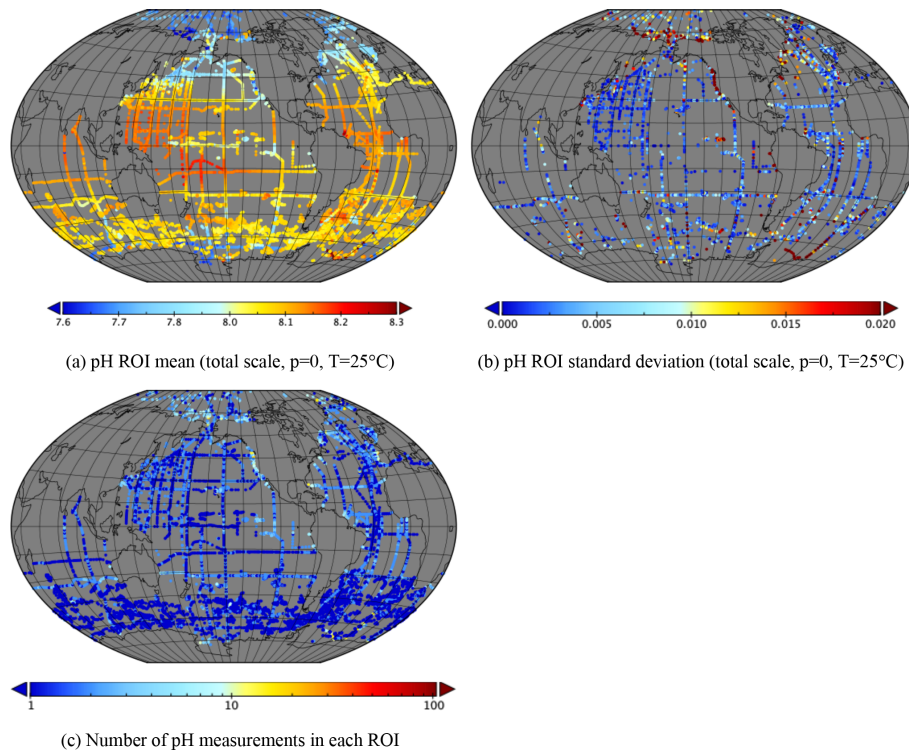 7.6 7.7 7.8 8.0 8.1 8.2 8.3
(a) pH ROI mean (total scale, p=0, T=25°C)
0.000 0.005 0.010 0.015 0.020
(b) pH ROI standard deviation (total scale, p=0, T=25°C)
1 10 100
(c) Number of pH measurements in each ROI